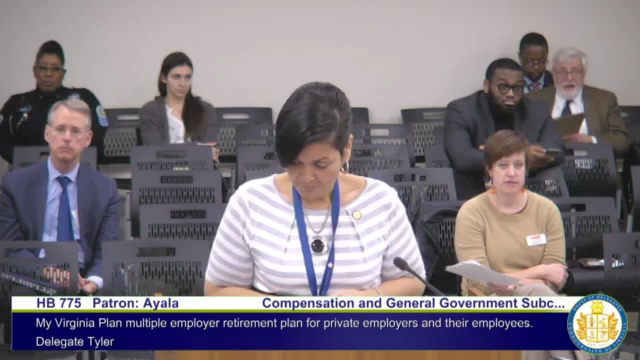 HB 775 Patron: Ayala Compensation and General Government Subc...
My Virginia Plan multiple employer retirement plan for private employers and their employees.
Delegate Tyler